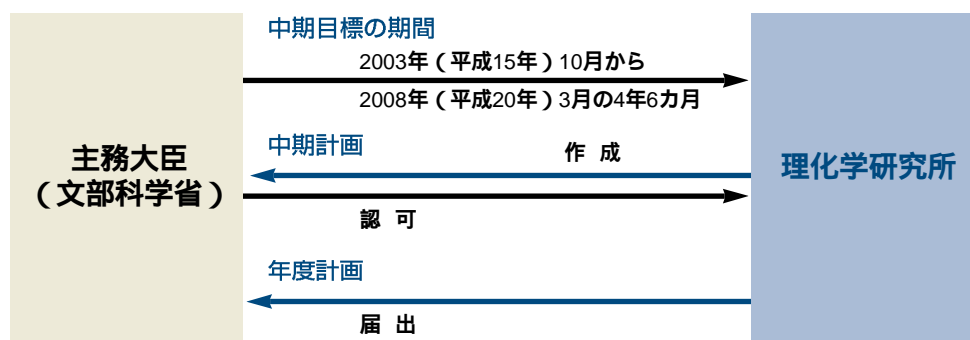 中期目標の期間
2003年（平成15年）10月から
2008年（平成20年）3月の4年6カ月
主務大臣
（文部科学省）
中期計画
作 成
認 可
理化学研究所
年度計画
届 出